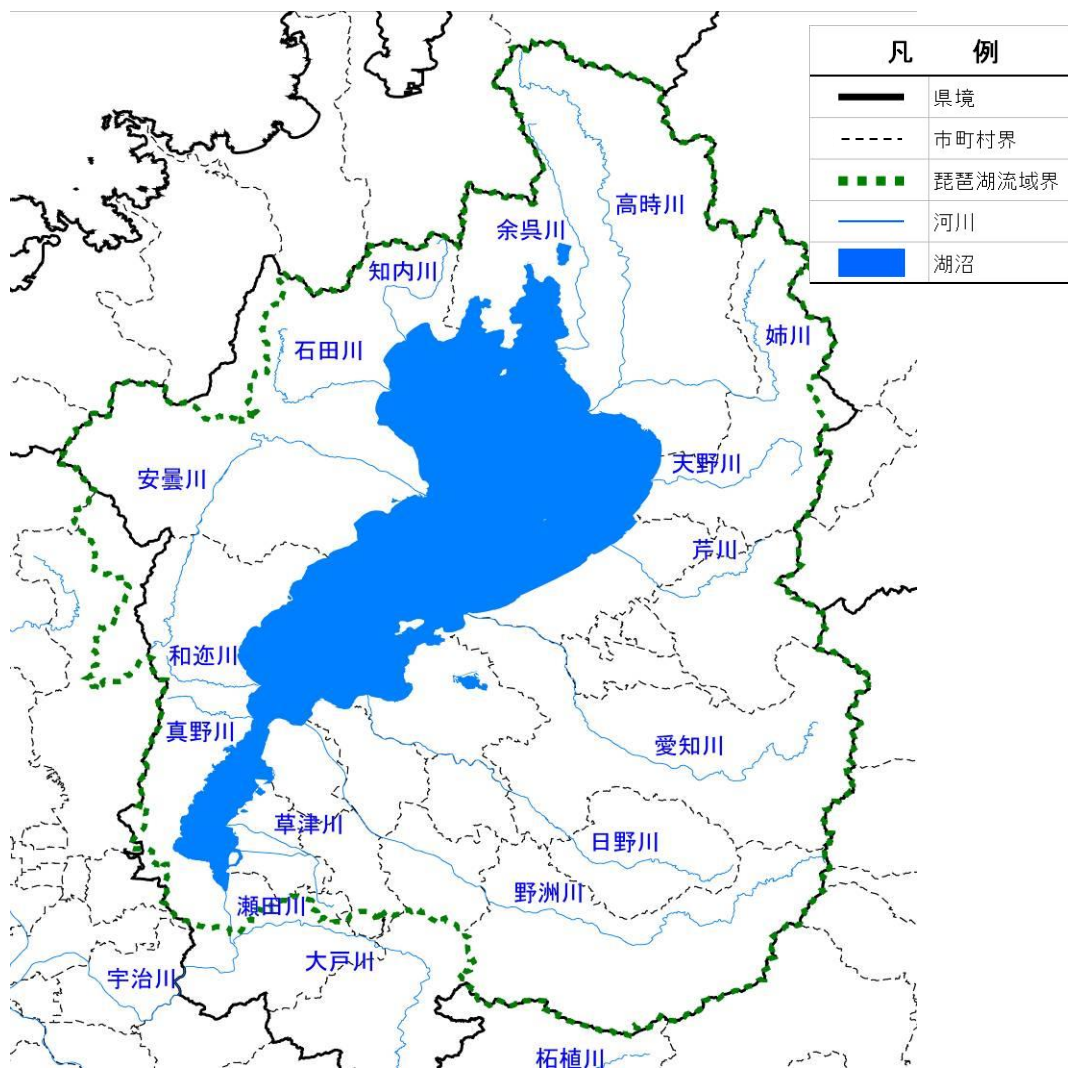 凡 例
県境
市町村界
琵琶湖流域界
河川
湖沼
高時川
余呉川
知内川
姉川
石田川
天野川
安曇川
芹川
和迩川
真野川
愛知川
草津川
日野川
野洲川
瀬田川
大戸川
宇治川
柘植川